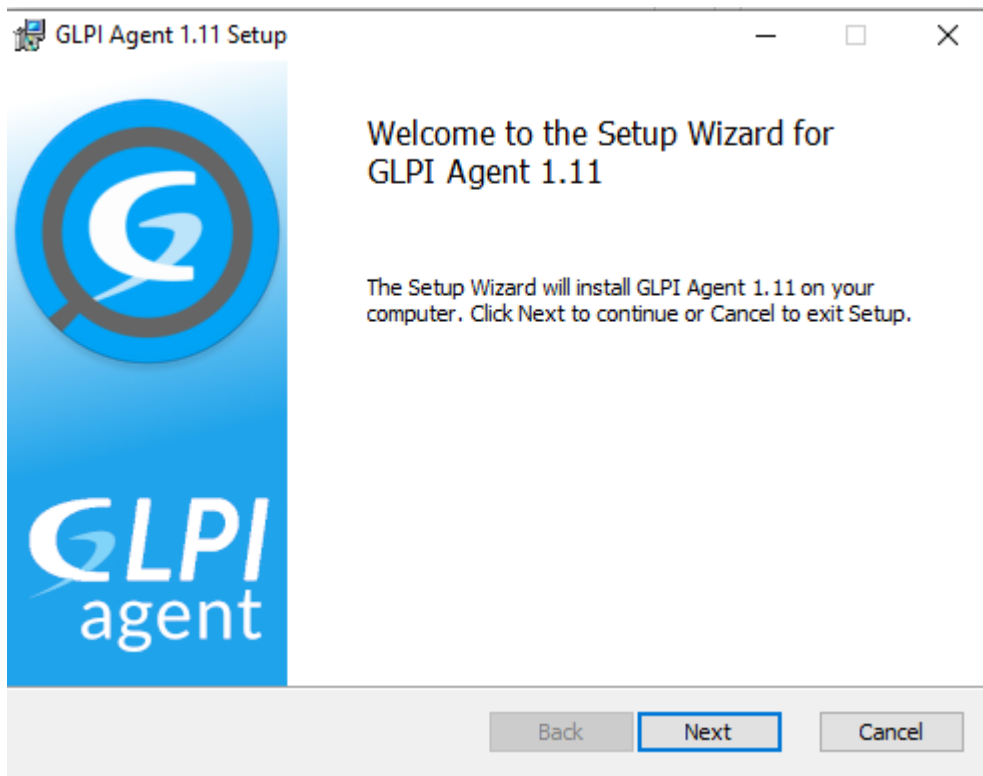 GLPI Agent 1.11 Setup
Welcome to the Setup Wizard for
GLPI Agent 1.11
The Setup Wizard will install GLPI Agent 1.11 on your
computer. Click Next to continue or Cancel to exit Setup.
GLPI
agent
Back
Next
Cancel